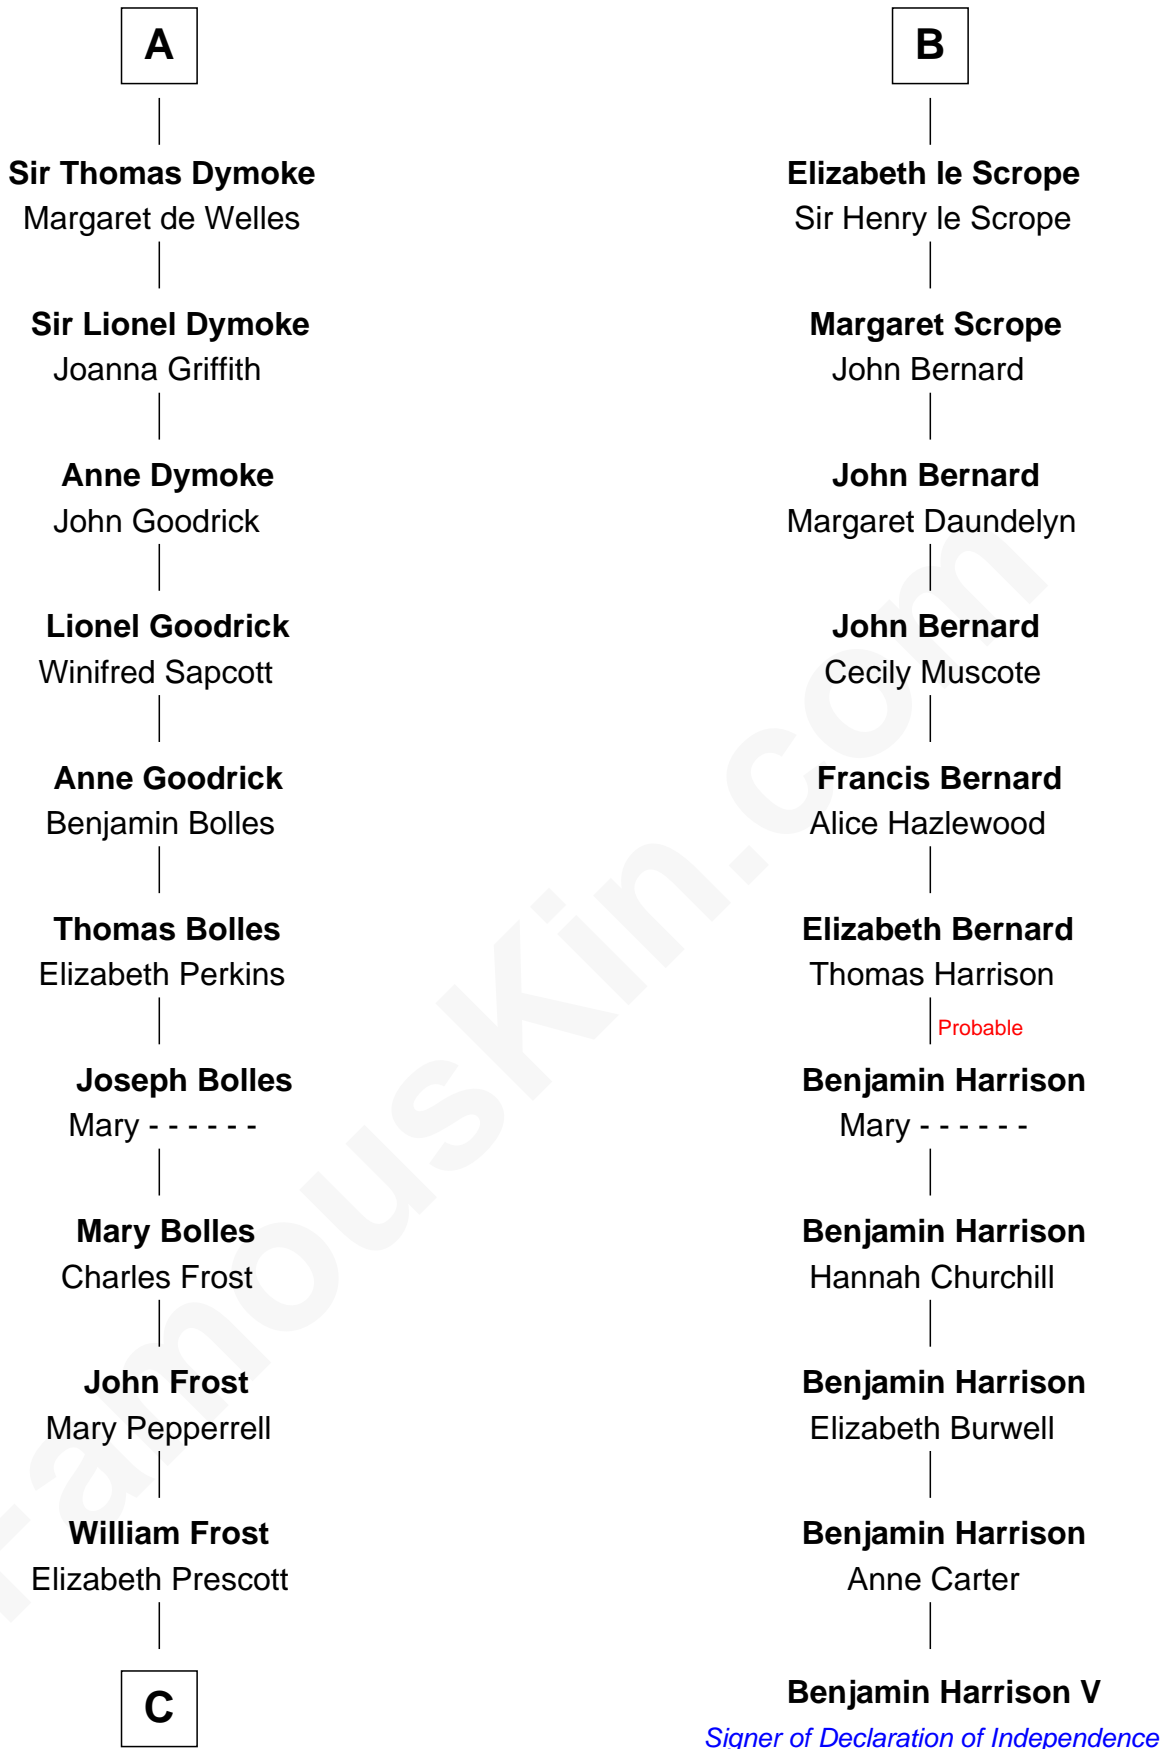 A
Sir Thomas Dymoke
Margaret de Welles
Sir Lionel Dymoke
Joanna Griffith
Anne Dymoke
John Goodrick
Lionel Goodrick
Winifred Sapcott
Anne Goodrick
Benjamin Bolles
Thomas Bolles
Elizabeth Perkins
Joseph Bolles
Mary - - - - - -
Mary Bolles
Charles Frost
John Frost
Mary Pepperrell
William Frost
Elizabeth Prescott
C
B
Elizabeth le Scrope
Sir Henry le Scrope
Margaret Scrope
John Bernard
John Bernard
Margaret Daundelyn
John Bernard
Cecily Muscote
Francis Bernard
Alice Hazlewood
Elizabeth Bernard
Thomas Harrison
Probable
Benjamin Harrison
Mary - - - - - -
Benjamin Harrison
Hannah Churchill
Benjamin Harrison
Elizabeth Burwell
Benjamin Harrison
Anne Carter
Benjamin Harrison V
Signer of Declaration of Independence
FamousKin.com